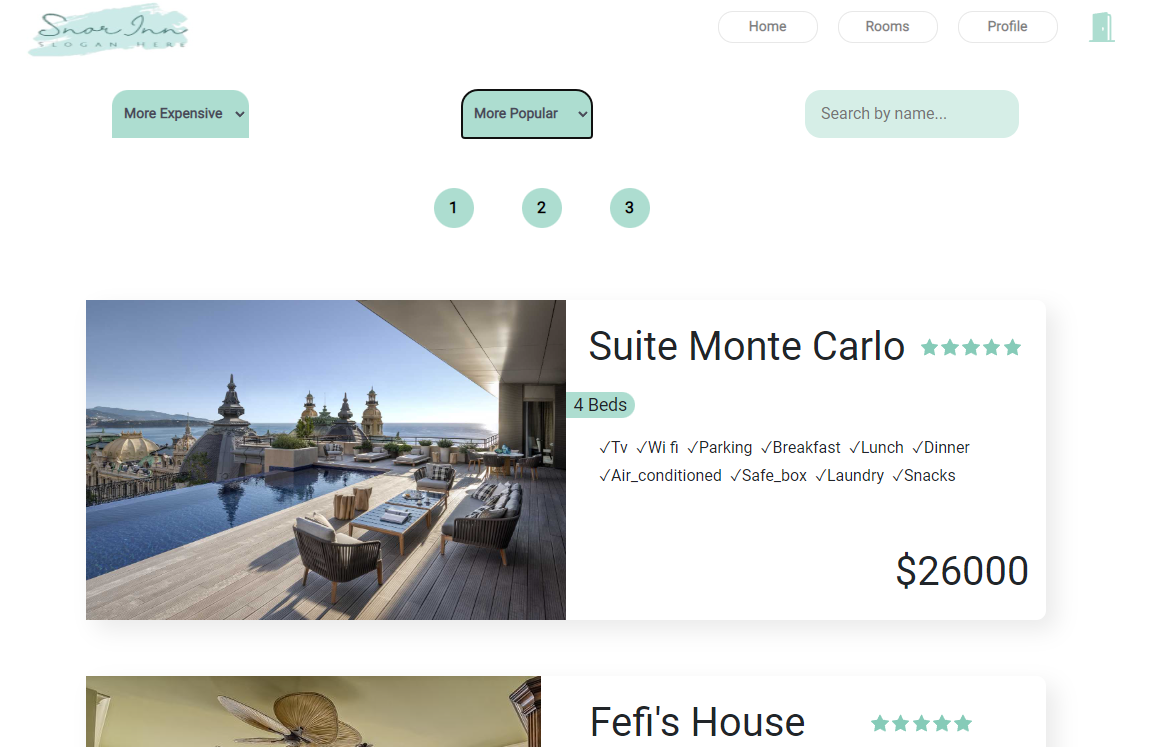 Snor Inn
SLOGAN HERE
Home Rooms Profile
More Expensive More Popular Search by name...
1 2 3
Suite Monte Carlo
4 Beds
✓Tv ✓Wi fi ✓Parking ✓Breakfast ✓Lunch ✓Dinner
✓Air_conditioned ✓Safe_box ✓Laundry ✓Snacks
$26000
Fefi's House